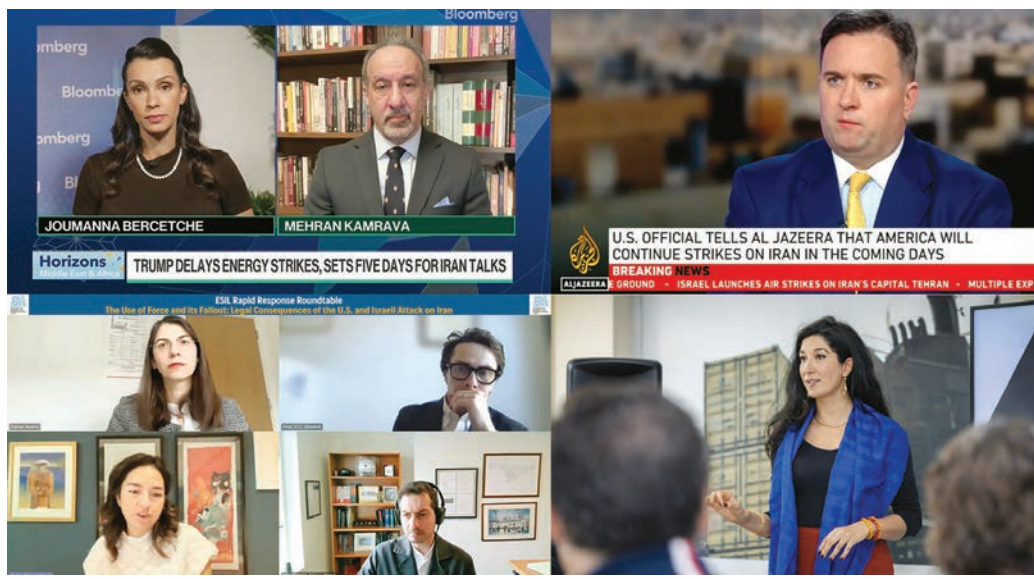 Bloomberg
omberg
Bloomb
Bl
JOUMANNA BERCETCHE
MEHRAN KAMRAVA
Horizons
Middle East & Africa
TRUMP DELAYS ENERGY STRIKES, SETS FIVE DAYS FOR IRAN TALKS
U.S. OFFICIAL TELLS AL JAZEERA THAT AMERICA WILL
CONTINUE STRIKES ON IRAN IN THE COMING DAYS
BREAKING NEWS
ALJAZEERA
E GROUND - ISRAEL LAUNCHES AIR STRIKES ON IRAN'S CAPITAL TEHRAN - MULTIPLE EXP
ESIL Rapid Response Roundtable
The Use of Force and its Fallout: Legal Consequences of the U.S. and Israeli Attack on Iran